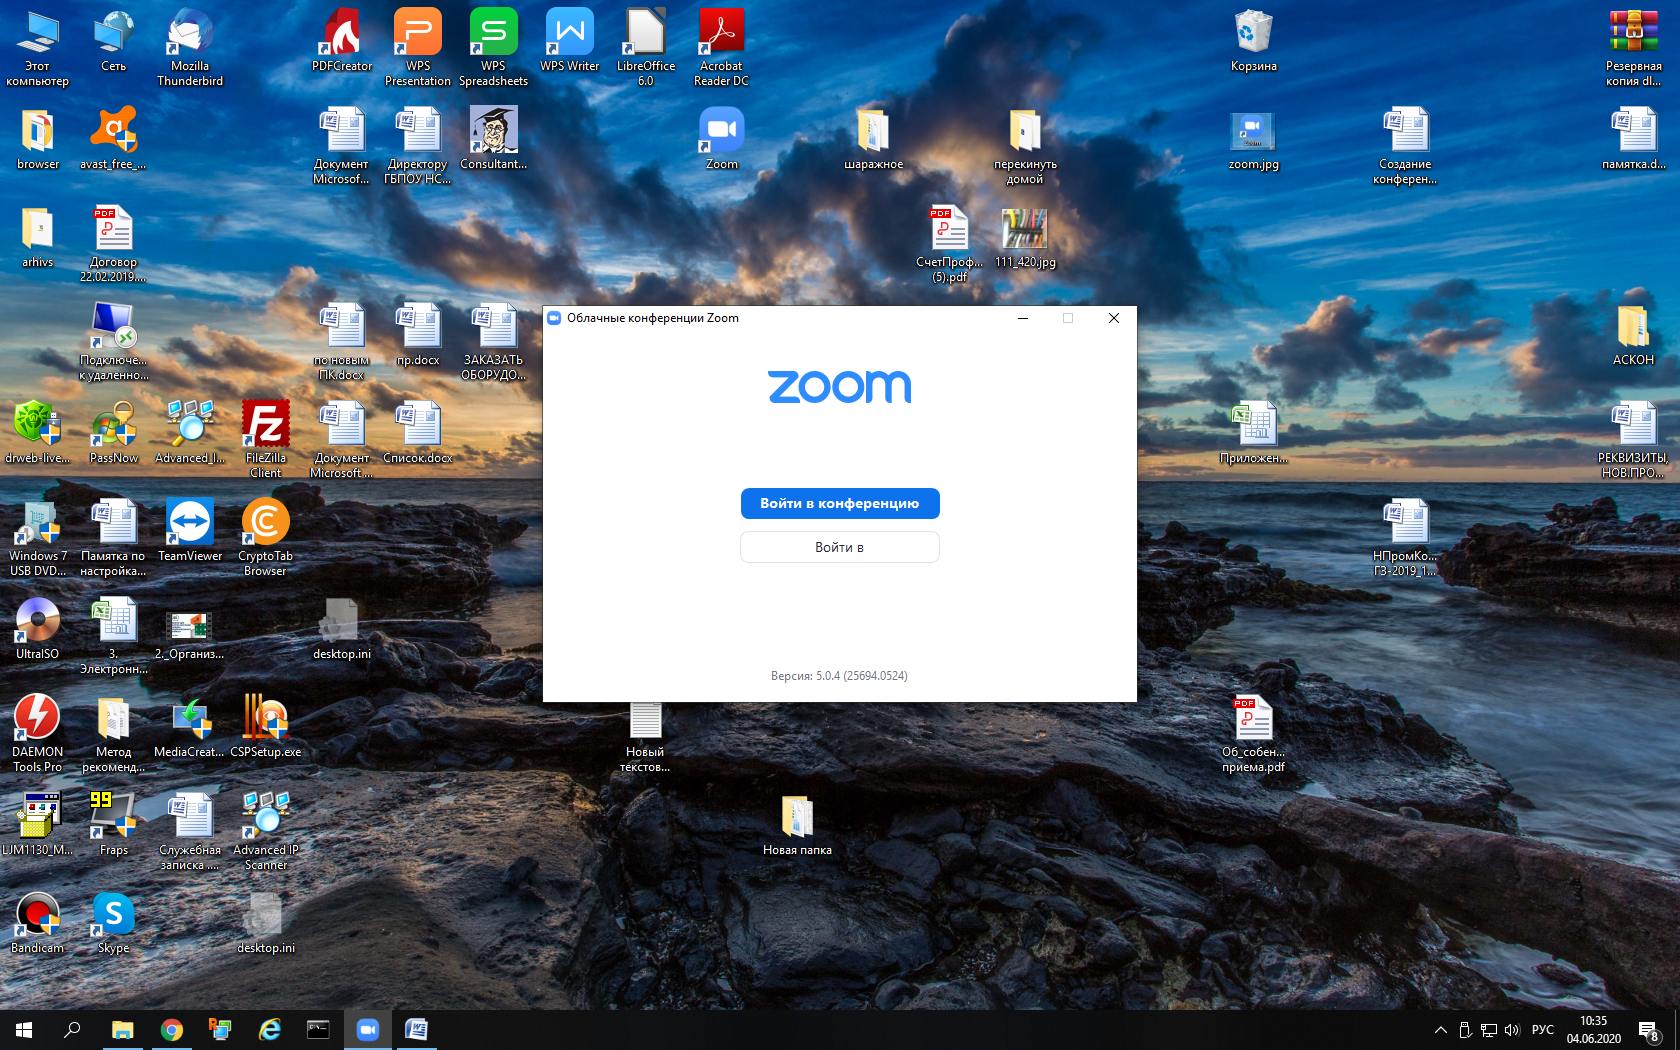 Этот
компьютер
Сеть
Mozilla
Thunderbird
PDFCreator
WPS
Presentation
WPS
Spreadsheets
WPS Writer
LibreOffice
6.0
Acrobat
Reader DC
Корзина
Резервная
копия dl...
browser
avast_free_...
Документ
Microsof...
Директору
ГБПОУ НС...
Consultant...
Zoom
шаражное
перекинуть
домой
zoom.jpg
Создание
конферен...
памятка.d...
arhivs
PDF
Договор
22.02.2019....
PDF
СчетПроф...
(5).pdf
111_420.jpg
Подключе...
к удаленно...
по новым
ПК.docx
пр.docx
ЗАКАЗАТЬ
ОБОРУДО...
Облачные конференции Zoom
zoom
Войти в конференцию
Войти в
Версия: 5.0.4 (25694.0524)
АСКОН
drweb-live...
PassNow
Advanced_I...
FileZilla
Client
Документ
Microsoft ...
Список.docx
Приложен...
РЕКВИЗИТЫ,
НОВ.ПРО...
Windows 7
USB DVD...
Памятка по
настройка...
TeamViewer
CryptoTab
Browser
НПромКо...
ГЗ-2019_1...
UltraISO
3.
Электронн...
2._Организ...
desktop.ini
DAEMON
Tools Pro
Метод
рекоменд...
MediaCreat...
CSPSetup.exe
Новый
текстов...
PDF
Об_собен...
приема.pdf
LJM1130_M...
99
Fraps
Служебная
записка ....
Advanced IP
Scanner
Новая папка
Bandicam
Skype
desktop.ini
РУС
10:35
04.06.2020
8